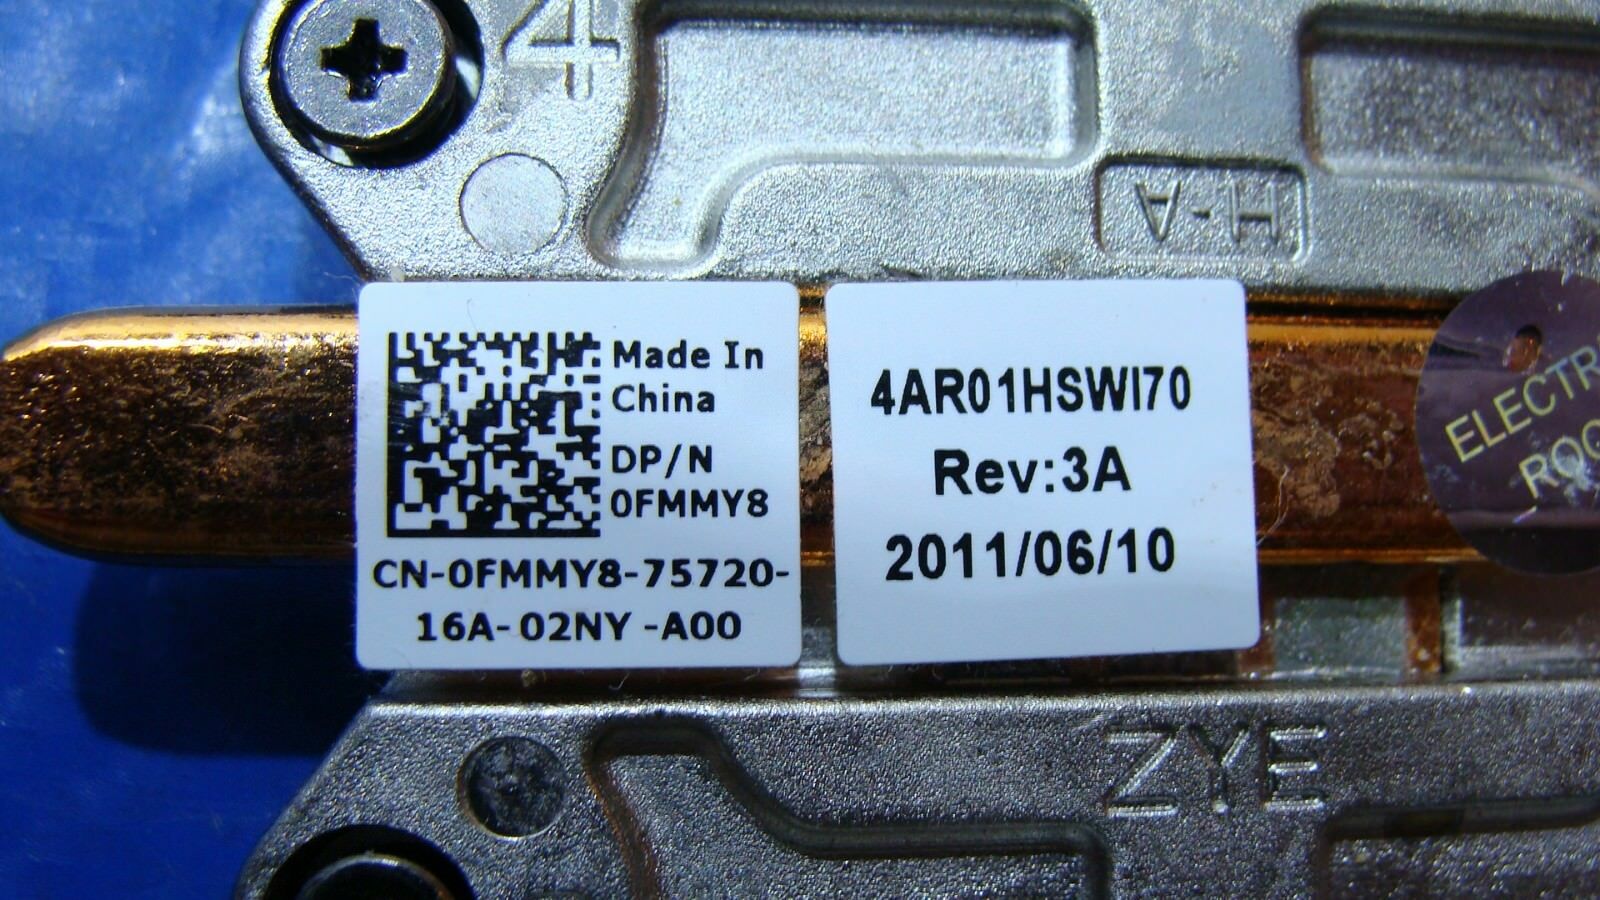 4
H-A
Made In
China
DP/N
0FMMY8
CN-0FMMY8-75720-
16A-02NY-A00
4AR01HSWI70
Rev:3A
2011/06/10
ZYE